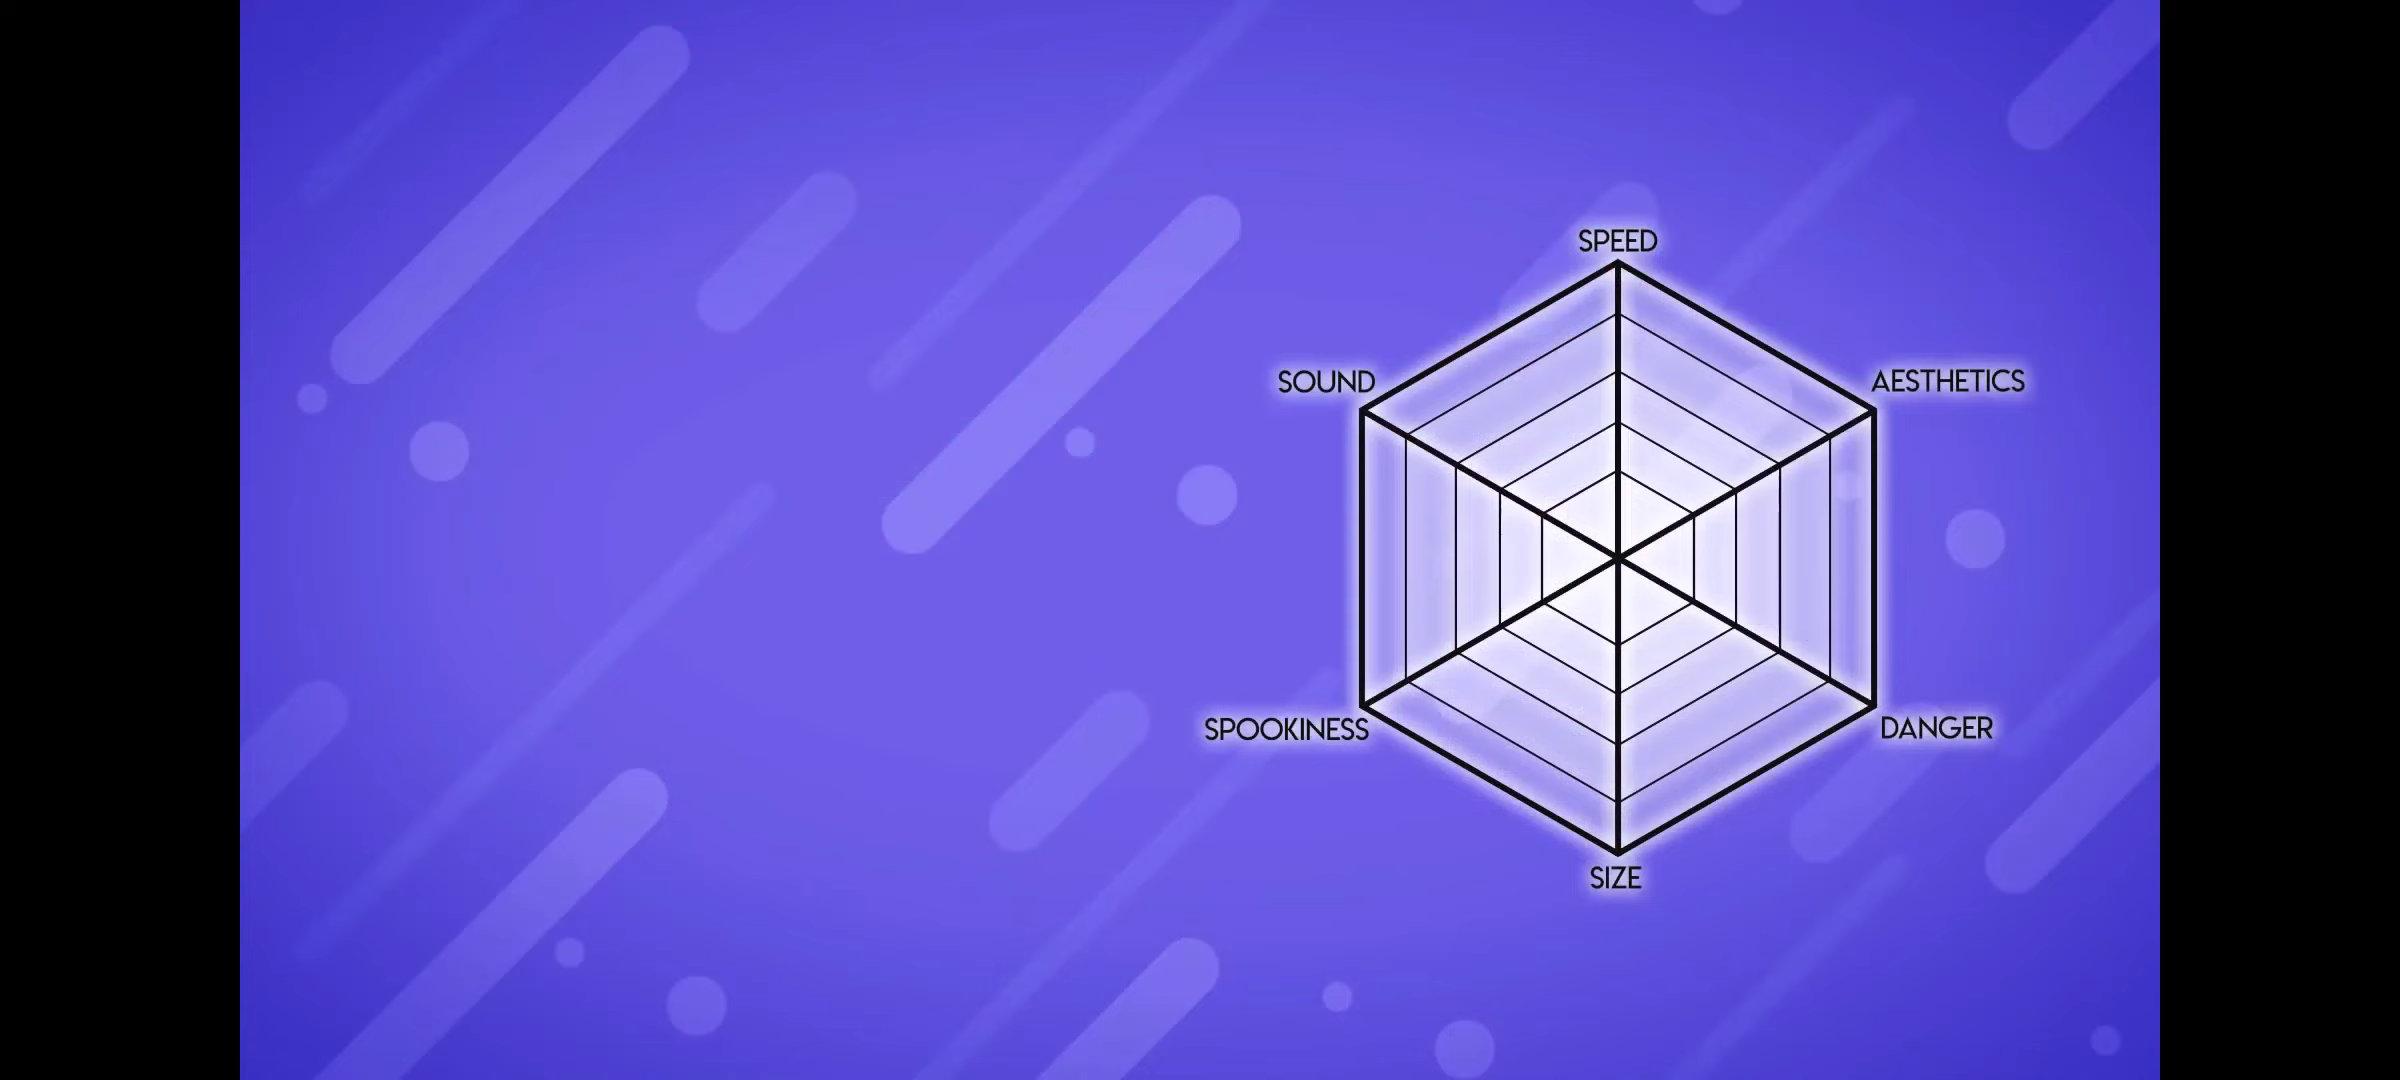 SPEED
SOUND
AESTHETICS
SPOOKINESS
DANGER
SIZE